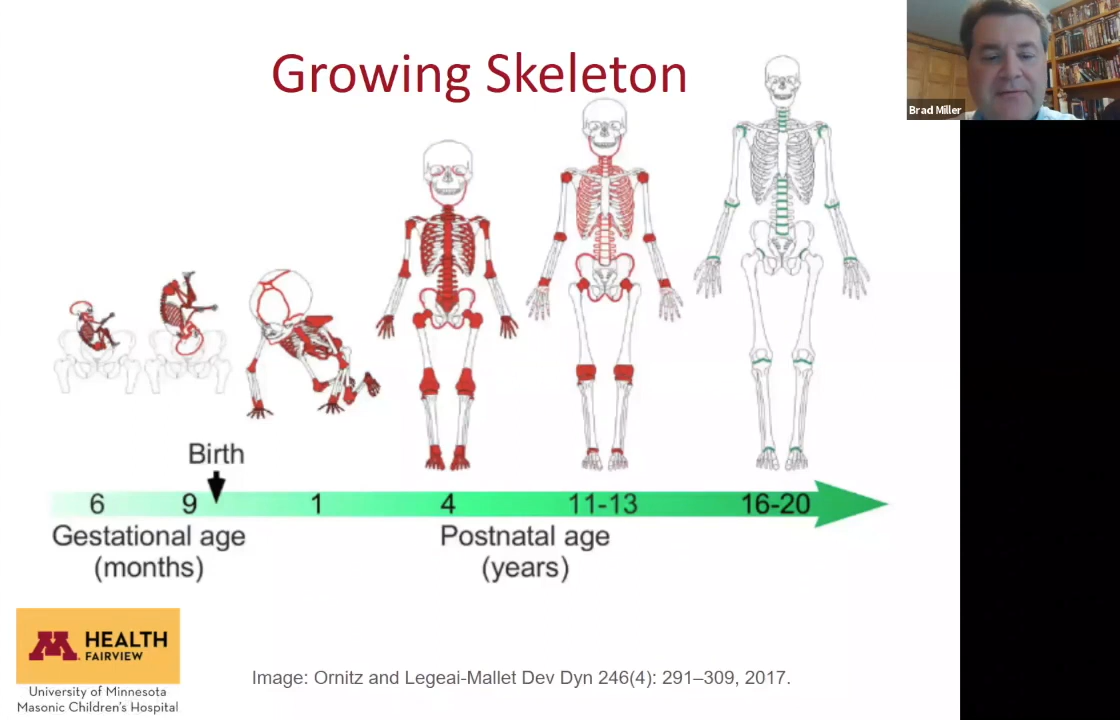 Growing Skeleton
Brad Miller
Birth
6 9 1 4 11-13 16-20
Gestational age
(months)
Postnatal age
(years)
M HEALTH
FAIRVIEW
University of Minnesota
Masonic Children's Hospital
Image: Ornitz and Legeai-Mallet Dev Dyn 246(4): 291–309, 2017.